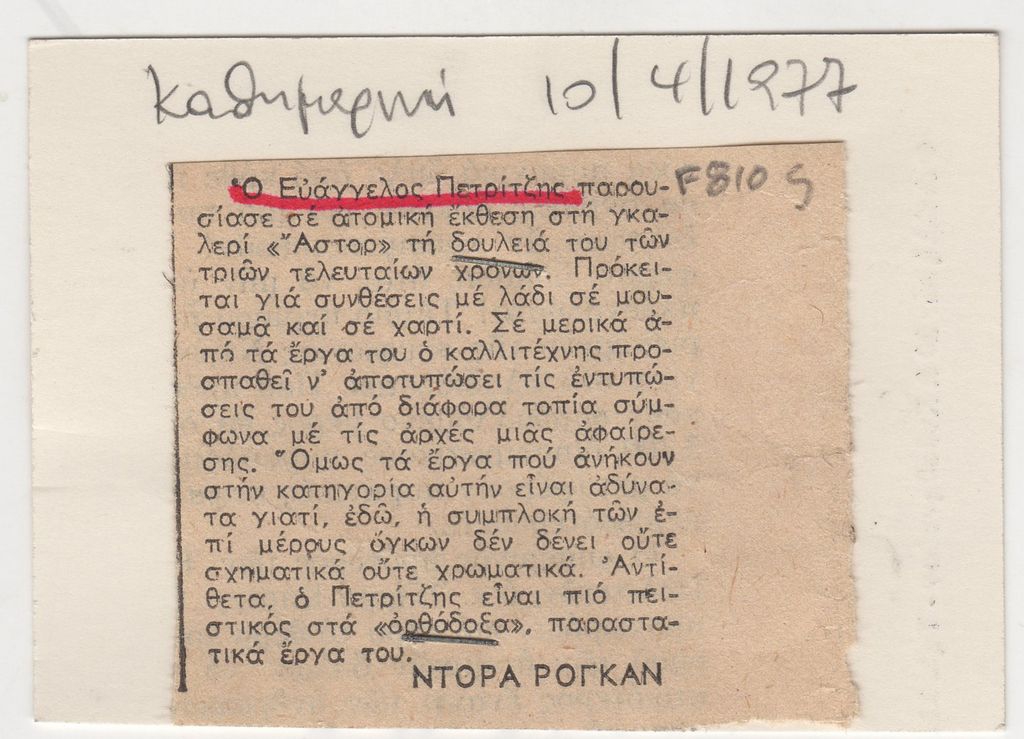 Καθημερινή 10/4/1977
F810 S
Ὁ Εὐάγγελος Πετρίτζης παρου-
σίασε σέ ἀτομική ἔκθεση στή γκα-
λερί «Ἄστορ» τή δουλειά του τῶν
τριῶν τελευταίων χρόνων. Πρόκει-
ται γιά συνθέσεις μέ λάδι σέ μου-
σαμᾶ καί σέ χαρτί. Σέ μερικά ἀ-
πό τά ἔργα του ὁ καλλιτέχνης προ-
σπαθεῖ ν' ἀποτυπώσει τίς ἐντυπώ-
σεις του ἀπό διάφορα τοπία σύμ-
φωνα μέ τίς ἀρχές μιᾶς ἀφαίρε-
σης. Ὅμως τά ἔργα πού ἀνήκουν
στήν κατηγορία αὐτήν εἶναι ἀδύνα-
τα γιατί, ἐδῶ, ἡ συμπλοκή τῶν ἐ-
πί μέρους ὄγκων δέν δένει οὔτε
σχηματικά οὔτε χρωματικά. Ἀντί-
θετα, ὁ Πετρίτζης εἶναι πιό πει-
στικός στά «ὀρθόδοξα», παραστα-
τικά ἔργα του.
ΝΤΟΡΑ ΡΟΓΚΑΝ